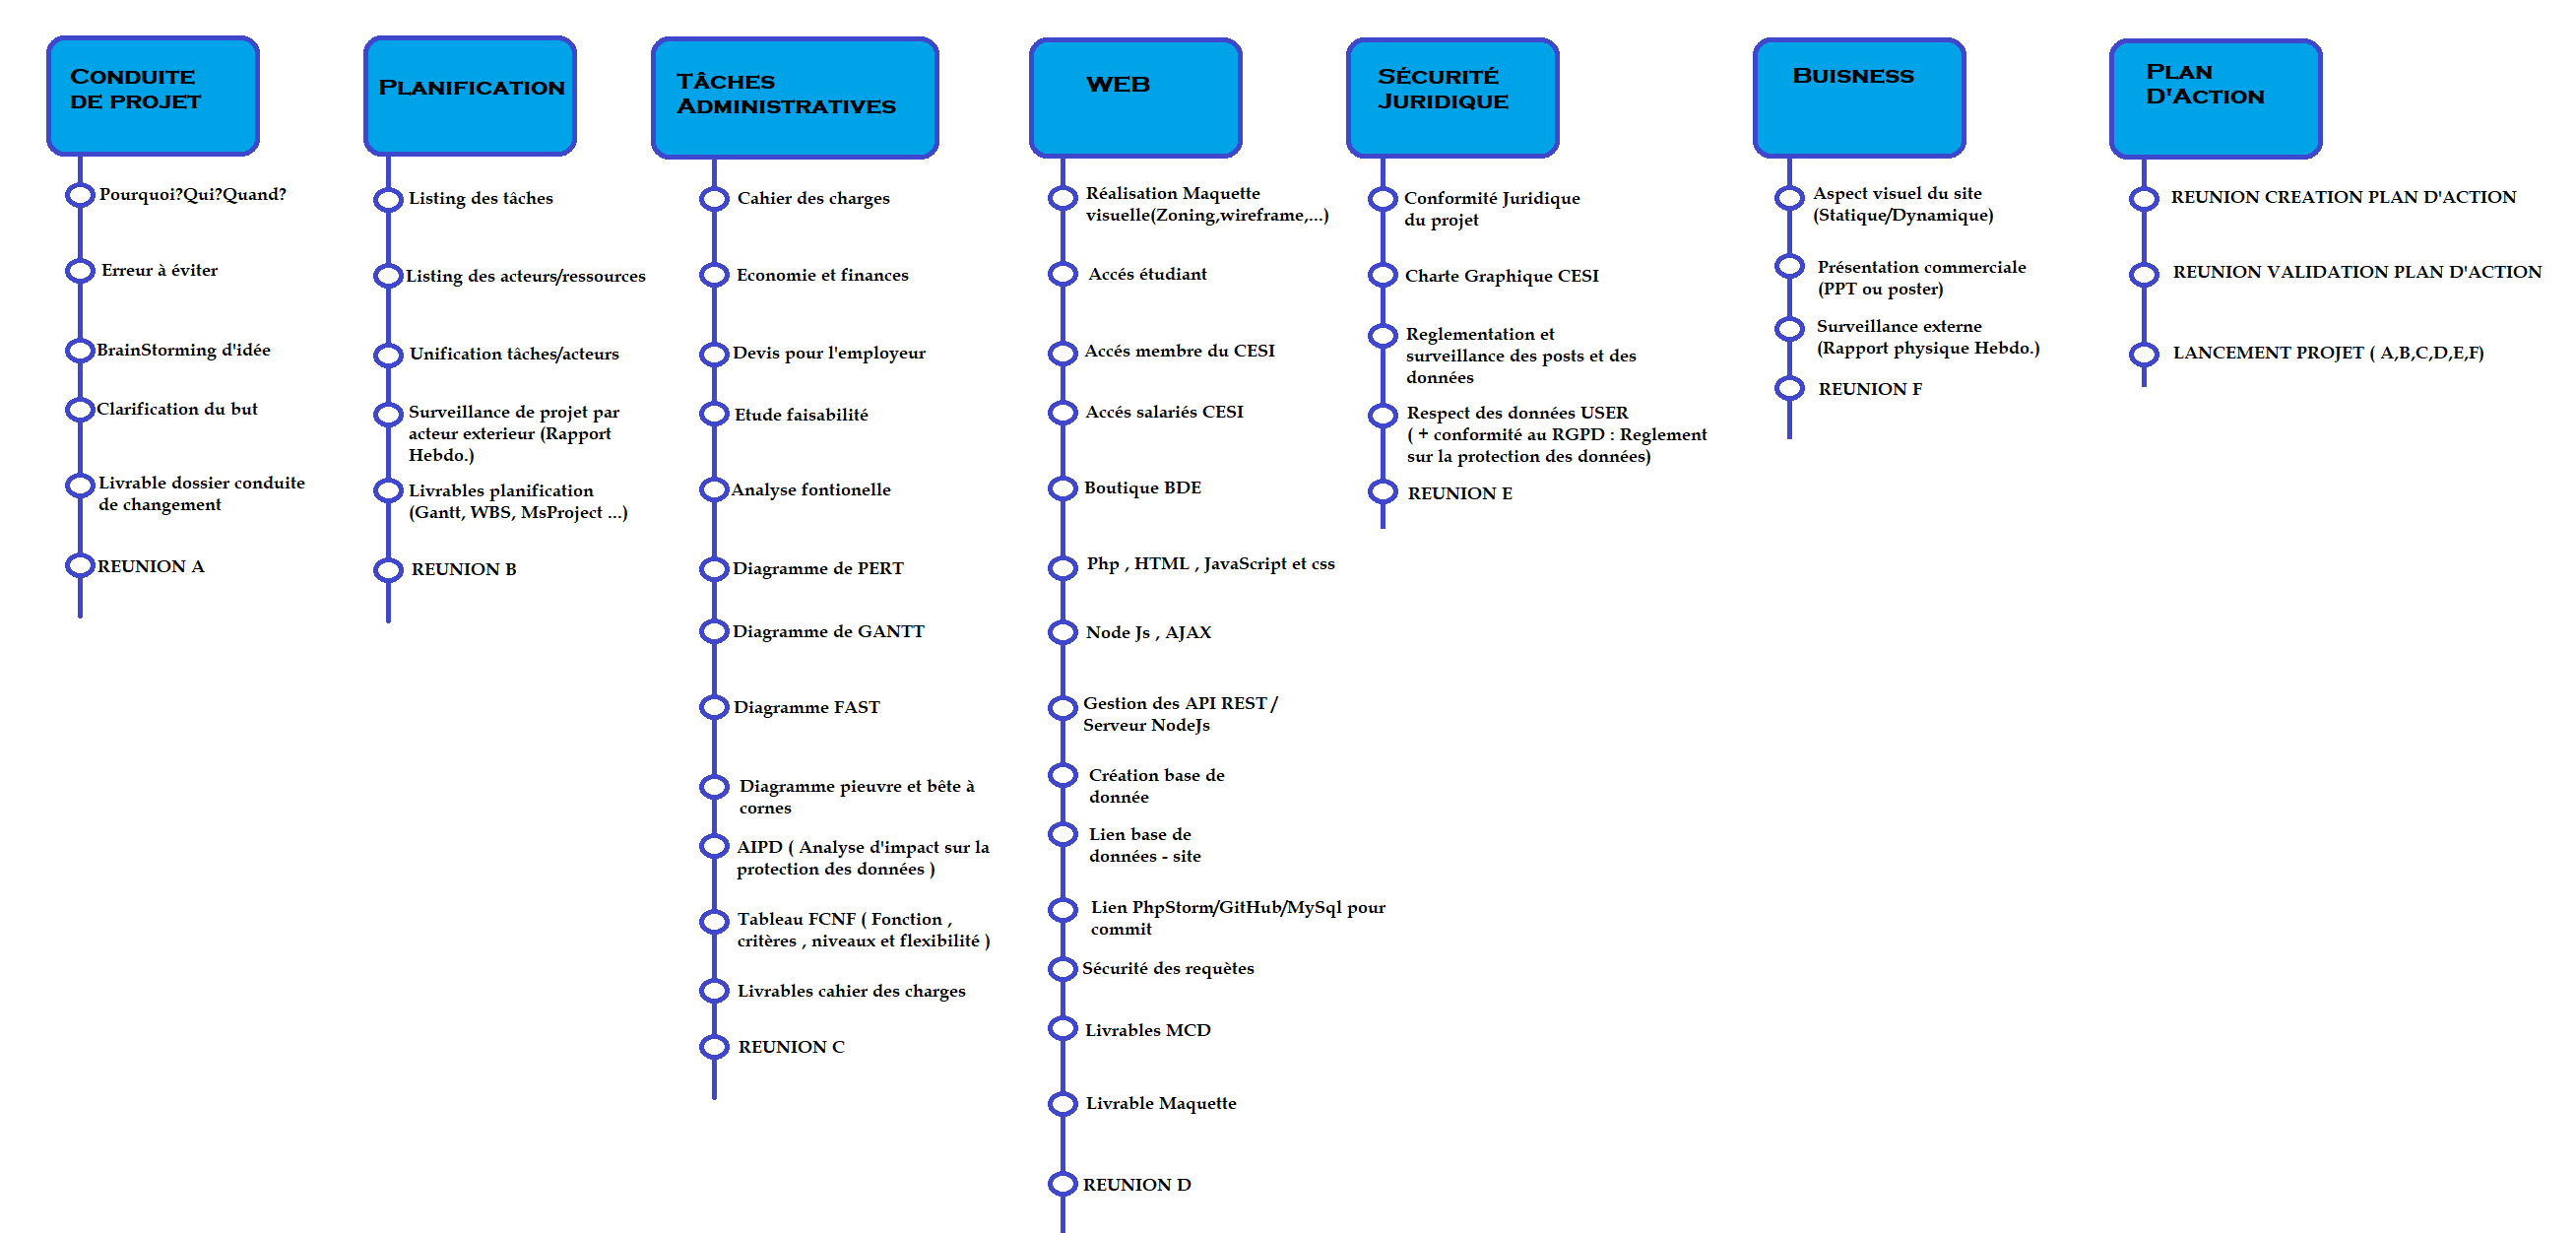 CONDUITE
DE PROJET
Pourquoi?Qui?Quand?
Erreur à éviter
BrainStorming d'idée
Clarification du but
Livrable dossier conduite
de changement
REUNION A
PLANIFICATION
Listing des tâches
Listing des acteurs/ressources
Unification tâches/acteurs
Surveillance de projet par
acteur exterieur (Rapport
Hebdo.)
Livrables planification
(Gantt, WBS, MsProject ...)
REUNION B
TÂCHES
ADMINISTRATIVES
Cahier des charges
Economie et finances
Devis pour l'employeur
Etude faisabilité
Analyse fontionelle
Diagramme de PERT
Diagramme de GANTT
Diagramme FAST
Diagramme pieuvre et bête à
cornes
AIPD ( Analyse d'impact sur la
protection des données )
Tableau FCNF ( Fonction ,
critères , niveaux et flexibilité )
Livrables cahier des charges
REUNION C
WEB
Réalisation Maquette
visuelle(Zoning,wireframe,...)
Accés étudiant
Accés membre du CESI
Accés salariés CESI
Boutique BDE
Php , HTML , JavaScript et css
Node Js , AJAX
Gestion des API REST /
Serveur NodeJs
Création base de
donnée
Lien base de
données - site
Lien PhpStorm/GitHub/MySql pour
commit
Sécurité des requètes
Livrables MCD
Livrable Maquette
REUNION D
SÉCURITÉ
JURIDIQUE
Conformité Juridique
du projet
Charte Graphique CESI
Reglementation et
surveillance des posts et des
données
Respect des données USER
( + conformité au RGPD : Reglement
sur la protection des données)
REUNION E
BUISNESS
Aspect visuel du site
(Statique/Dynamique)
Présentation commerciale
(PPT ou poster)
Surveillance externe
(Rapport physique Hebdo.)
REUNION F
PLAN
D'ACTION
REUNION CREATION PLAN D'ACTION
REUNION VALIDATION PLAN D'ACTION
LANCEMENT PROJET ( A,B,C,D,E,F)